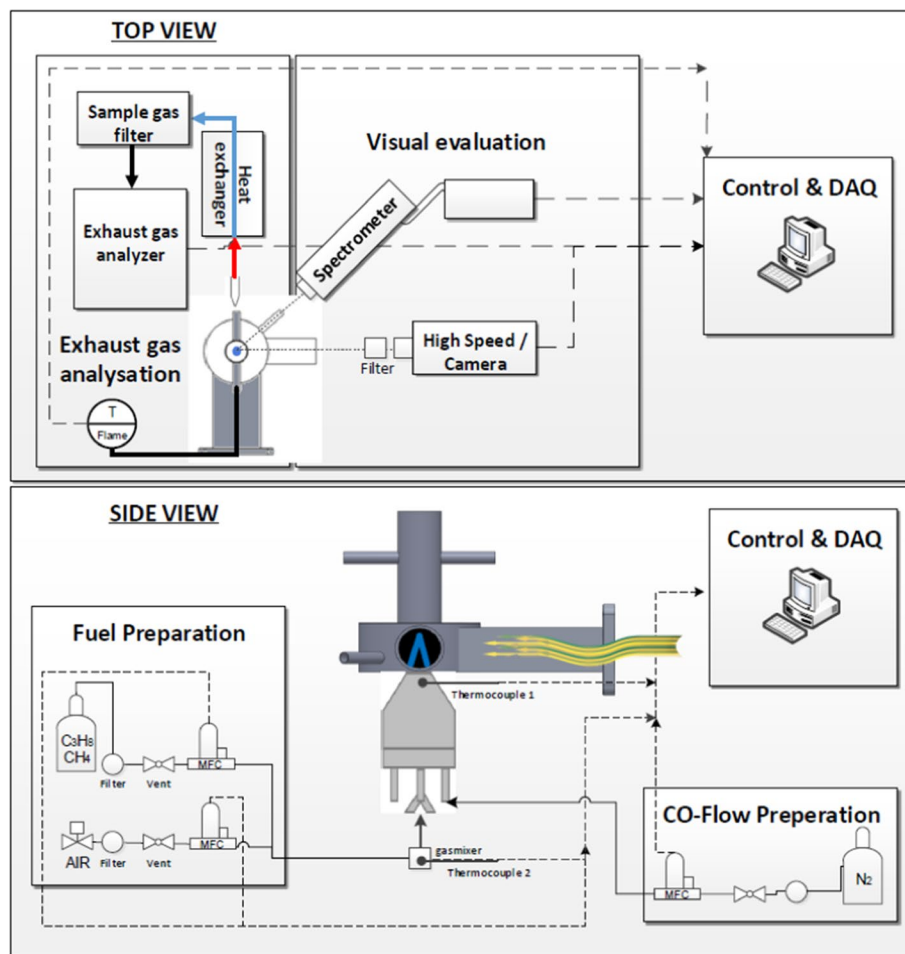 TOP VIEW
Sample gas
filter
Heat
exchanger
Exhaust gas
analyzer
Exhaust gas
analysation
T
Flame
Visual evaluation
Spectrometer
Filter
High Speed /
Camera
Control & DAQ
SIDE VIEW
Fuel Preparation
C₃H₈
CH₄
Filter
Vent
MFC
AIR
Filter
Vent
MFC
Thermocouple 1
gasmixer
Thermocouple 2
Control & DAQ
CO-Flow Preperation
MFC
N₂